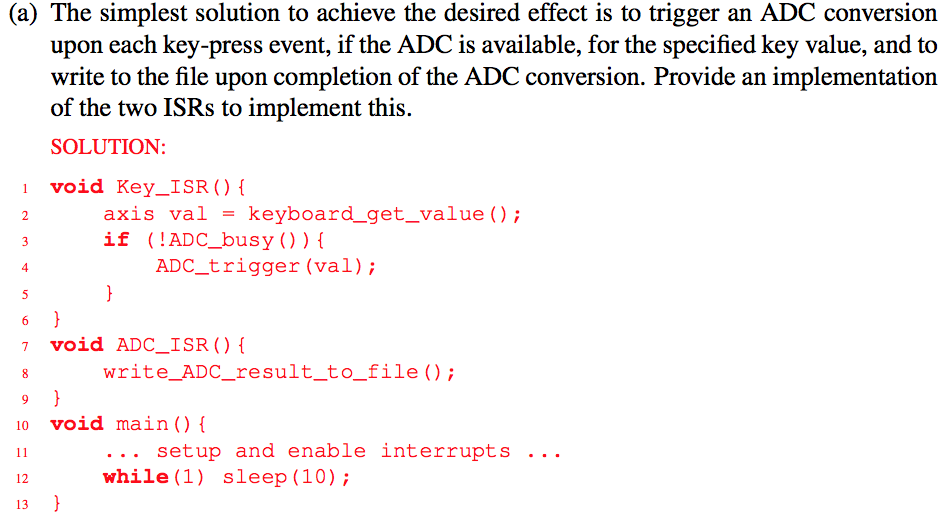 (a) The simplest solution to achieve the desired effect is to trigger an ADC conversion
upon each key-press event, if the ADC is available, for the specified key value, and to
write to the file upon completion of the ADC conversion. Provide an implementation
of the two ISRs to implement this.
SOLUTION:
1 void Key_ISR(){
2 axis val = keyboard_get_value();
3 if (!ADC_busy()){
4 ADC_trigger(val);
5 }
6 }
7 void ADC_ISR(){
8 write_ADC_result_to_file();
9 }
10 void main(){
11 ... setup and enable interrupts ...
12 while(1) sleep(10);
13 }